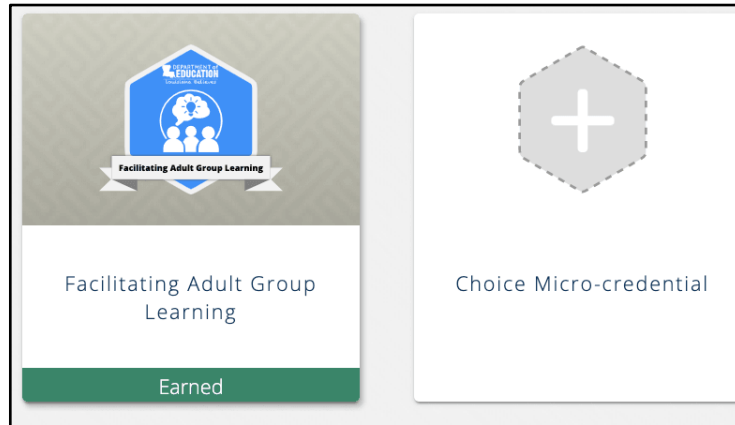 DEPARTMENT of
EDUCATION
Louisiana Believes
Facilitating Adult Group Learning
Facilitating Adult Group
Learning
Earned
Choice Micro-credential